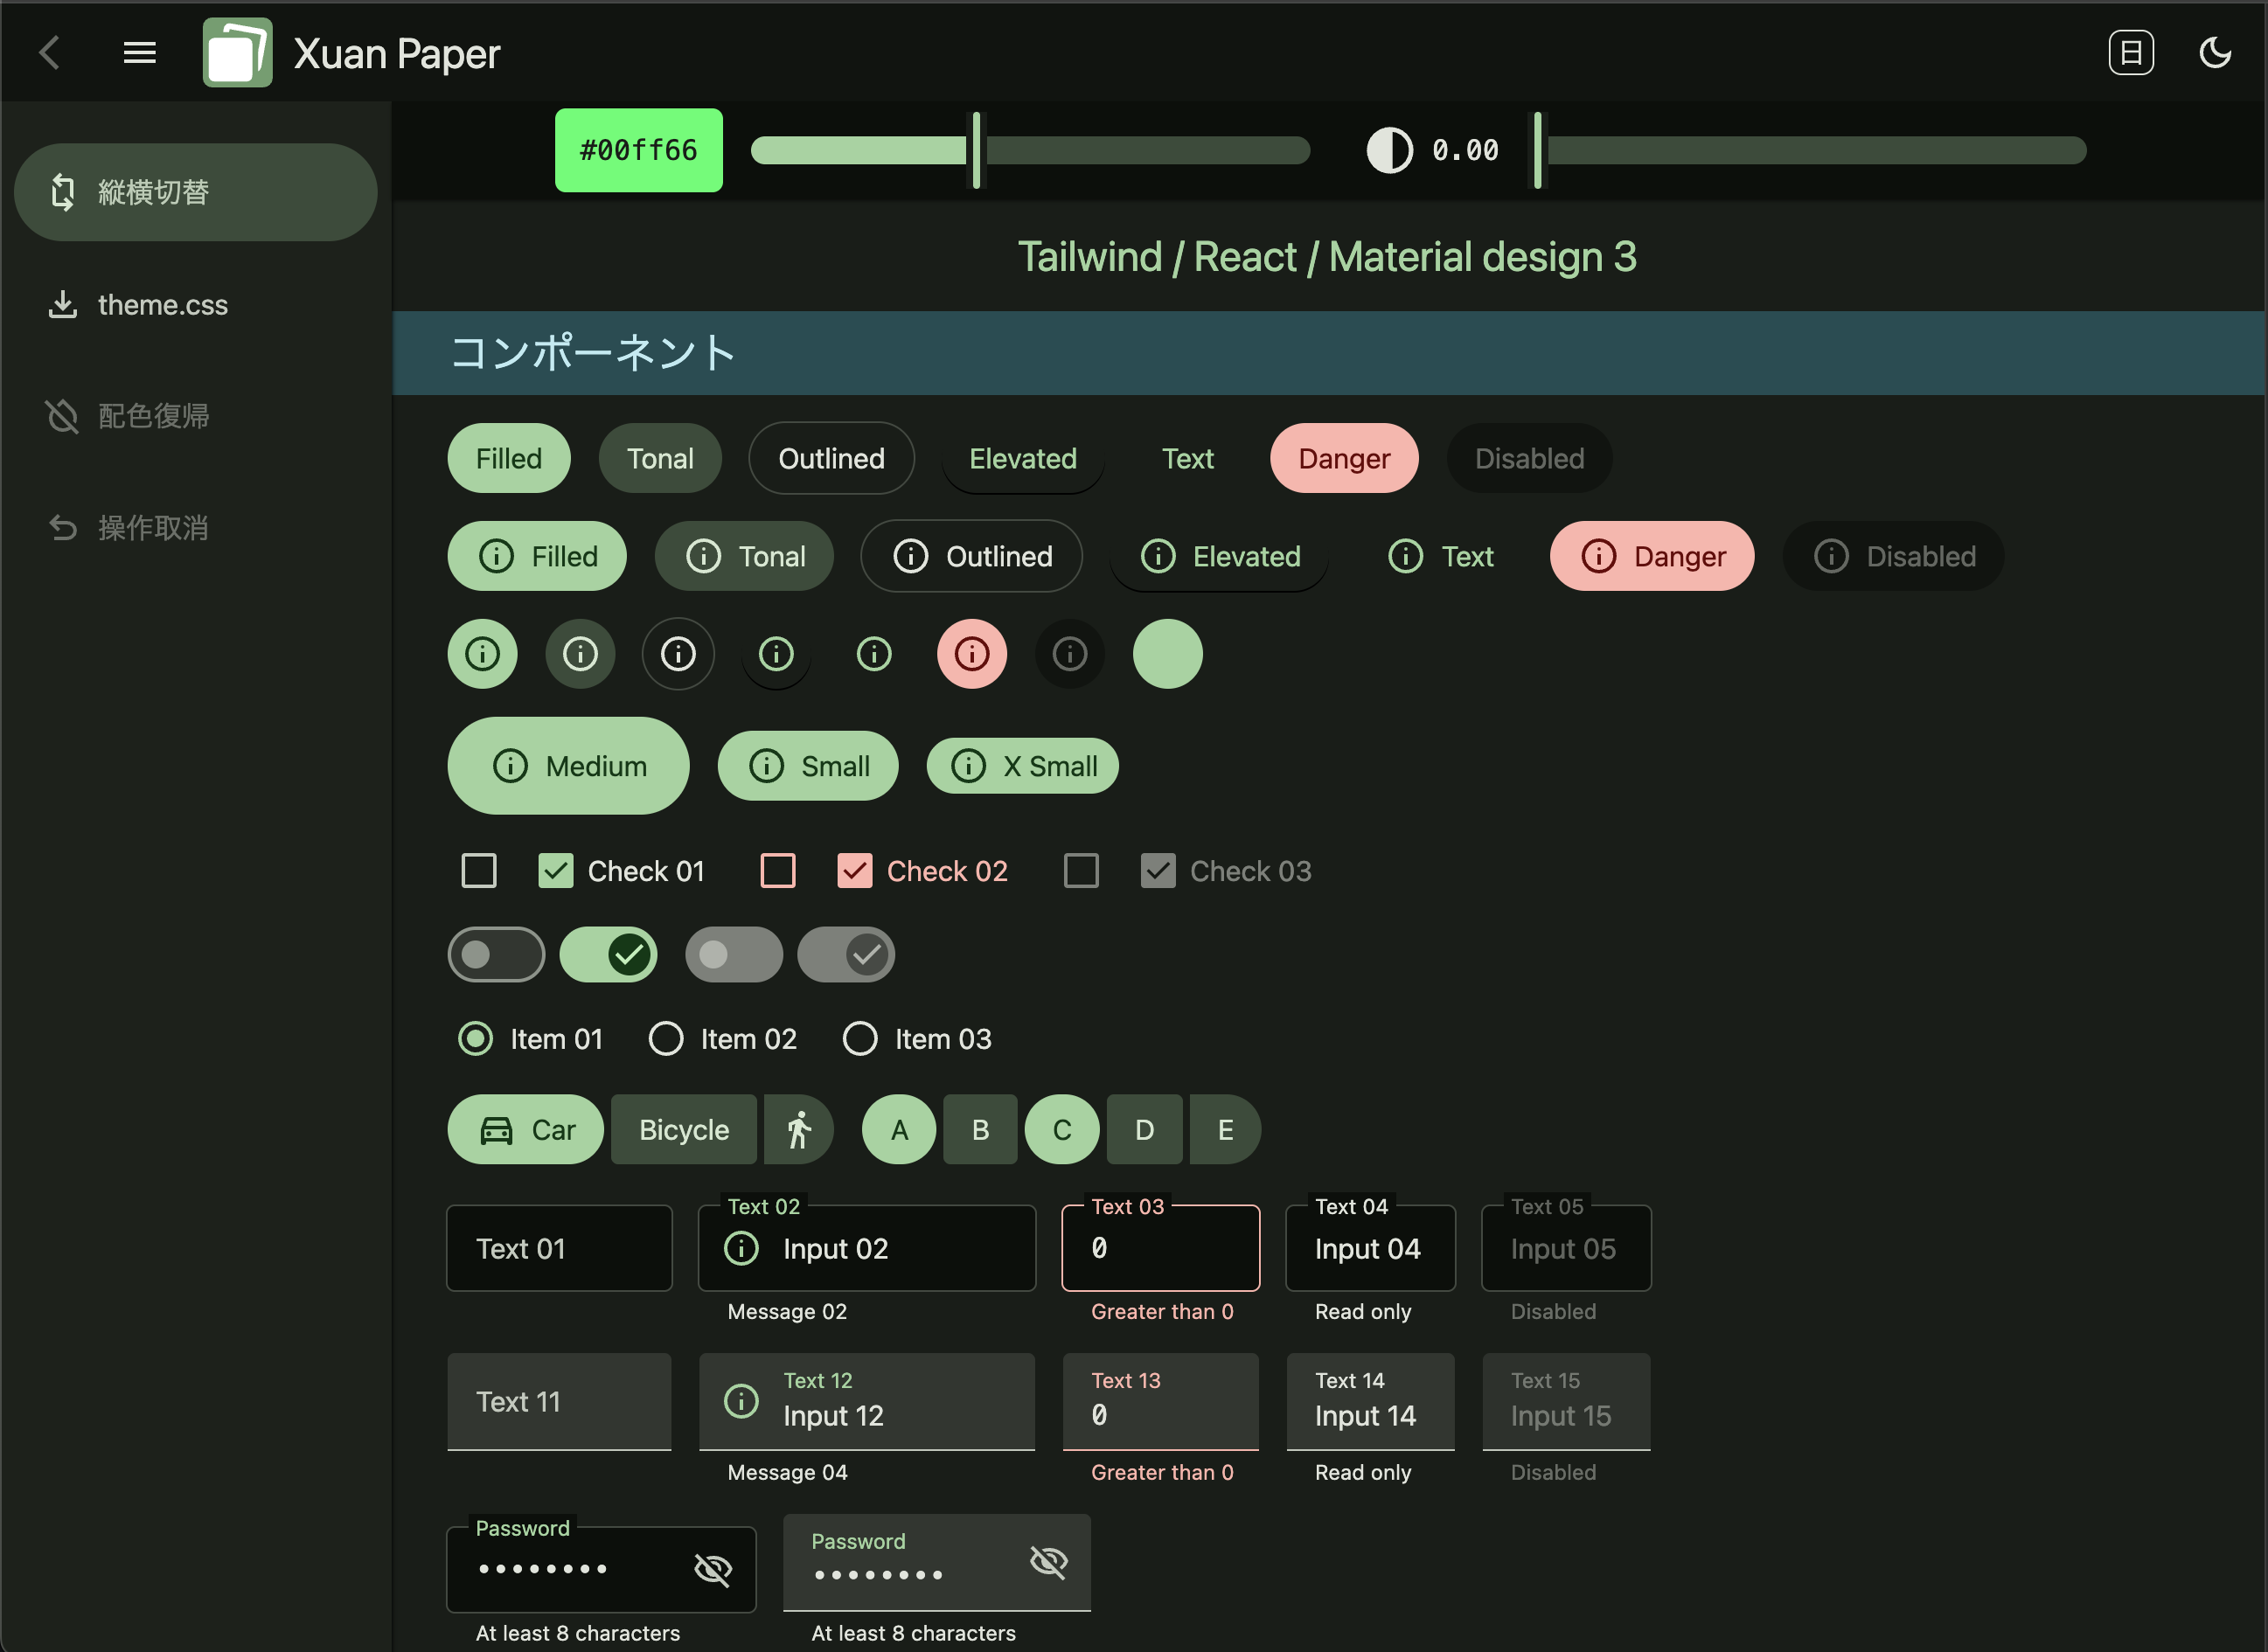 Xuan Paper
日
縦横切替
theme.css
配色復帰
操作取消
#00ff66
0.00
Tailwind / React / Material design 3
コンポーネント
Filled Tonal Outlined Elevated Text Danger Disabled
Filled Tonal Outlined Elevated Text Danger Disabled
Medium Small X Small
Check 01 Check 02 Check 03
Item 01 Item 02 Item 03
Car Bicycle A B C D E
Text 02 Text 03 Text 04 Text 05
Text 01 Input 02 0 Input 04 Input 05
Message 02 Greater than 0 Read only Disabled
Text 12 Text 13 Text 14 Text 15
Text 11 Input 12 0 Input 14 Input 15
Message 04 Greater than 0 Read only Disabled
Password Password
•••••••• ••••••••
At least 8 characters At least 8 characters